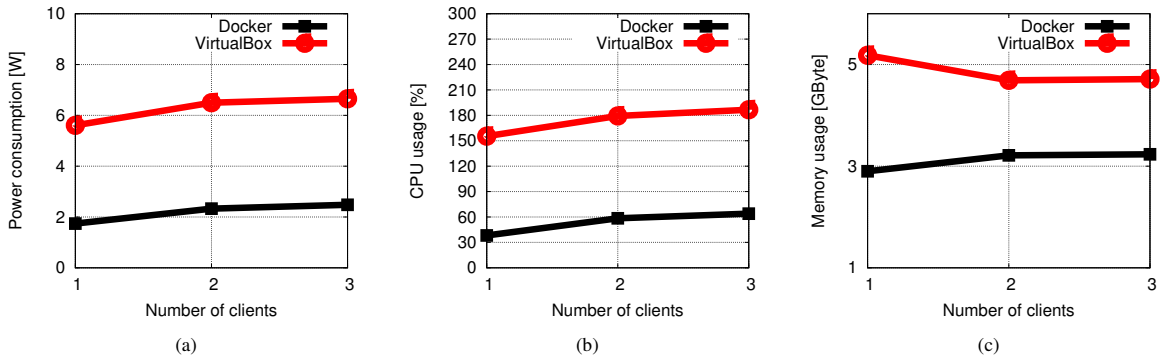 10
8
6
4
2
0
Power consumption [W]
Docker
VirtualBox
1 2 3
Number of clients
(a)
300
270
240
210
180
150
120
90
60
30
0
CPU usage [%]
Docker
VirtualBox
1 2 3
Number of clients
(b)
5
3
1
Memory usage [GByte]
Docker
VirtualBox
1 2 3
Number of clients
(c)